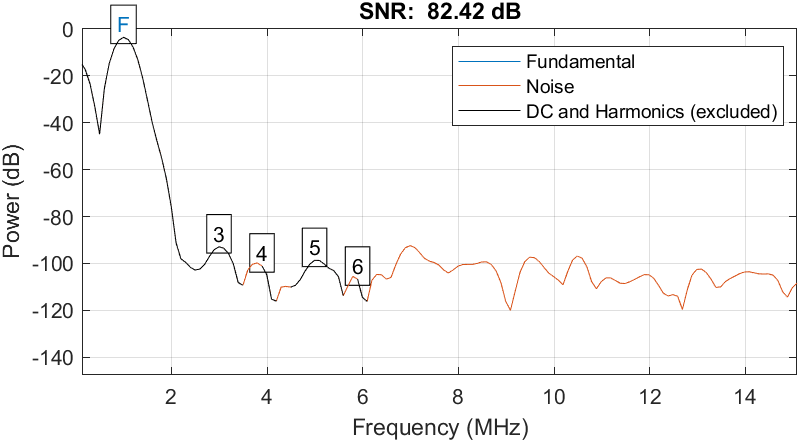 SNR: 82.42 dB
F
3
4
5
6
Fundamental
Noise
DC and Harmonics (excluded)
Power (dB)
0
-20
-40
-60
-80
-100
-120
-140
2 4 6 8 10 12 14
Frequency (MHz)